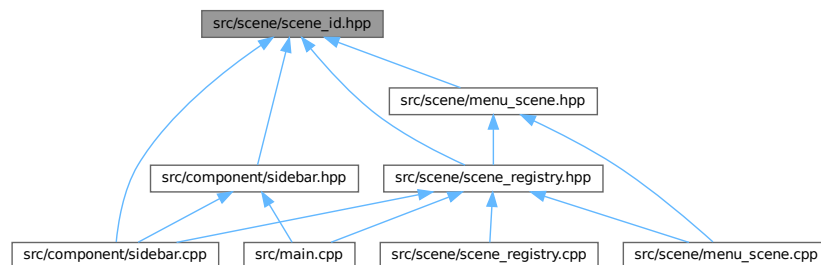 src/scene/scene_id.hpp
src/scene/menu_scene.hpp
src/component/sidebar.hpp
src/scene/scene_registry.hpp
src/component/sidebar.cpp
src/main.cpp
src/scene/scene_registry.cpp
src/scene/menu_scene.cpp